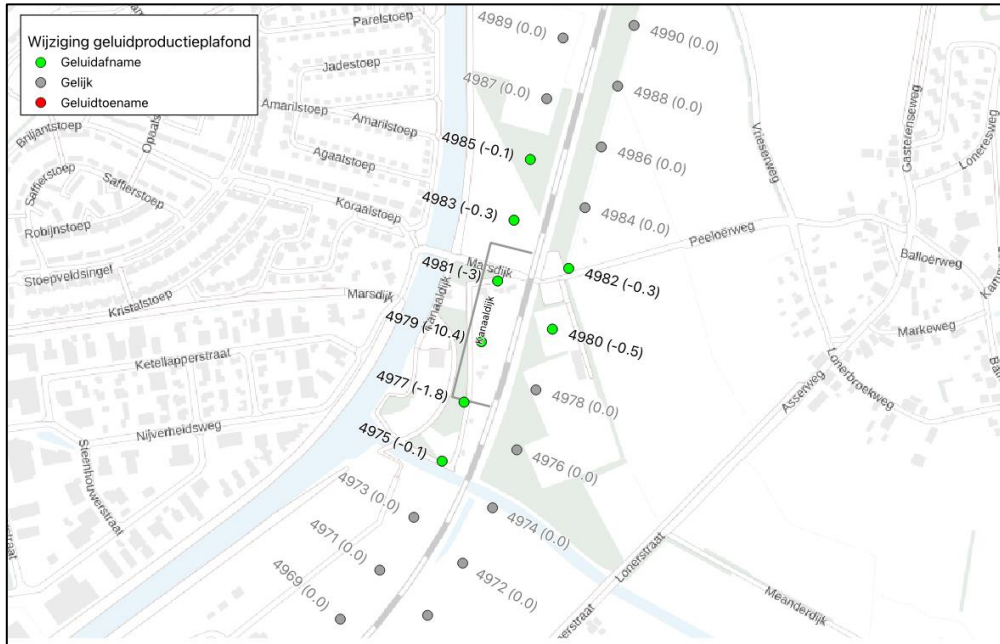 Wijziging geluidproductieplafond
Geluidafname
Gelijk
Geluidtoename
Parelstoep
Jadestoep
Amarilstoep
Amarilstoep
Agaatstoep
Briljantstoep
Saffierstoep
Saffierstoep
Robijnstoep
Koraalstoep
Stoepveldsingel
Kristalstoep
Marsdijk
Marsdijk
Kanaaldijk
Kanaaldijk
Ketellapperstraat
Nijverheidsweg
Steenhouwerstraat
Vrieserweg
Gasterenseweg
Loneresweg
Peeloërweg
Balloërweg
Markeweg
Lonerbroekweg
Asserweg
Lonerstraat
Meanderdijk
4989 (0.0)
4990 (0.0)
4987 (0.0)
4988 (0.0)
4985 (-0.1)
4986 (0.0)
4983 (-0.3)
4984 (0.0)
4981 (-3)
4982 (-0.3)
4979 (-10.4)
4980 (-0.5)
4977 (-1.8)
4978 (0.0)
4975 (-0.1)
4976 (0.0)
4973 (0.0)
4974 (0.0)
4971 (0.0)
4972 (0.0)
4969 (0.0)